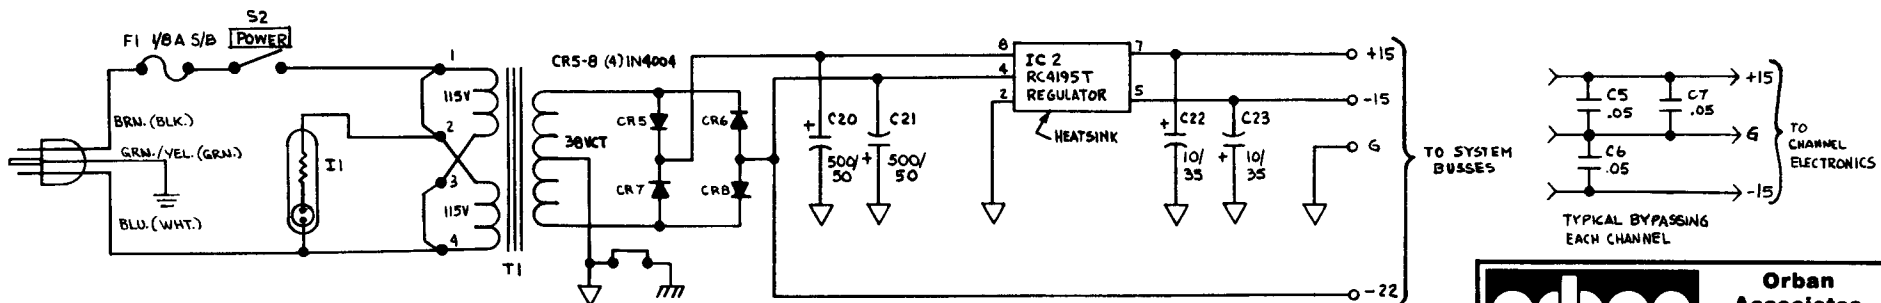 S2
F1 1/8A S/B POWER
1
115V
2
3
115V
4
BRN. (BLK.)
GRN./YEL. (GRN.)
BLU. (WHT.)
I1
T1
CR5-8 (4) IN4004
38VCT
CR5
CR6
CR7
CR8
+ C20
500/
50
C21
+ 500/
50
8
4
2
IC 2
RC4195T
REGULATOR
7
5
HEATSINK
+ C22
10/
35
C23
+ 10/
35
+15
-15
G
-22
TO SYSTEM
BUSSES
C5
.05
C7
.05
C6
.05
+15
G
-15
TO
CHANNEL
ELECTRONICS
TYPICAL BYPASSING
EACH CHANNEL
Orban